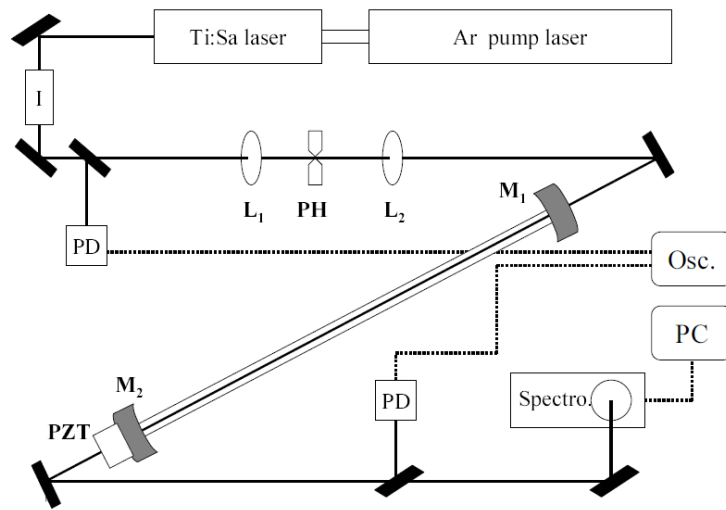 Ti:Sa laser
Ar pump laser
I
L1
PH
L2
M1
PD
Osc.
PC
M2
PD
Spectro.
PZT